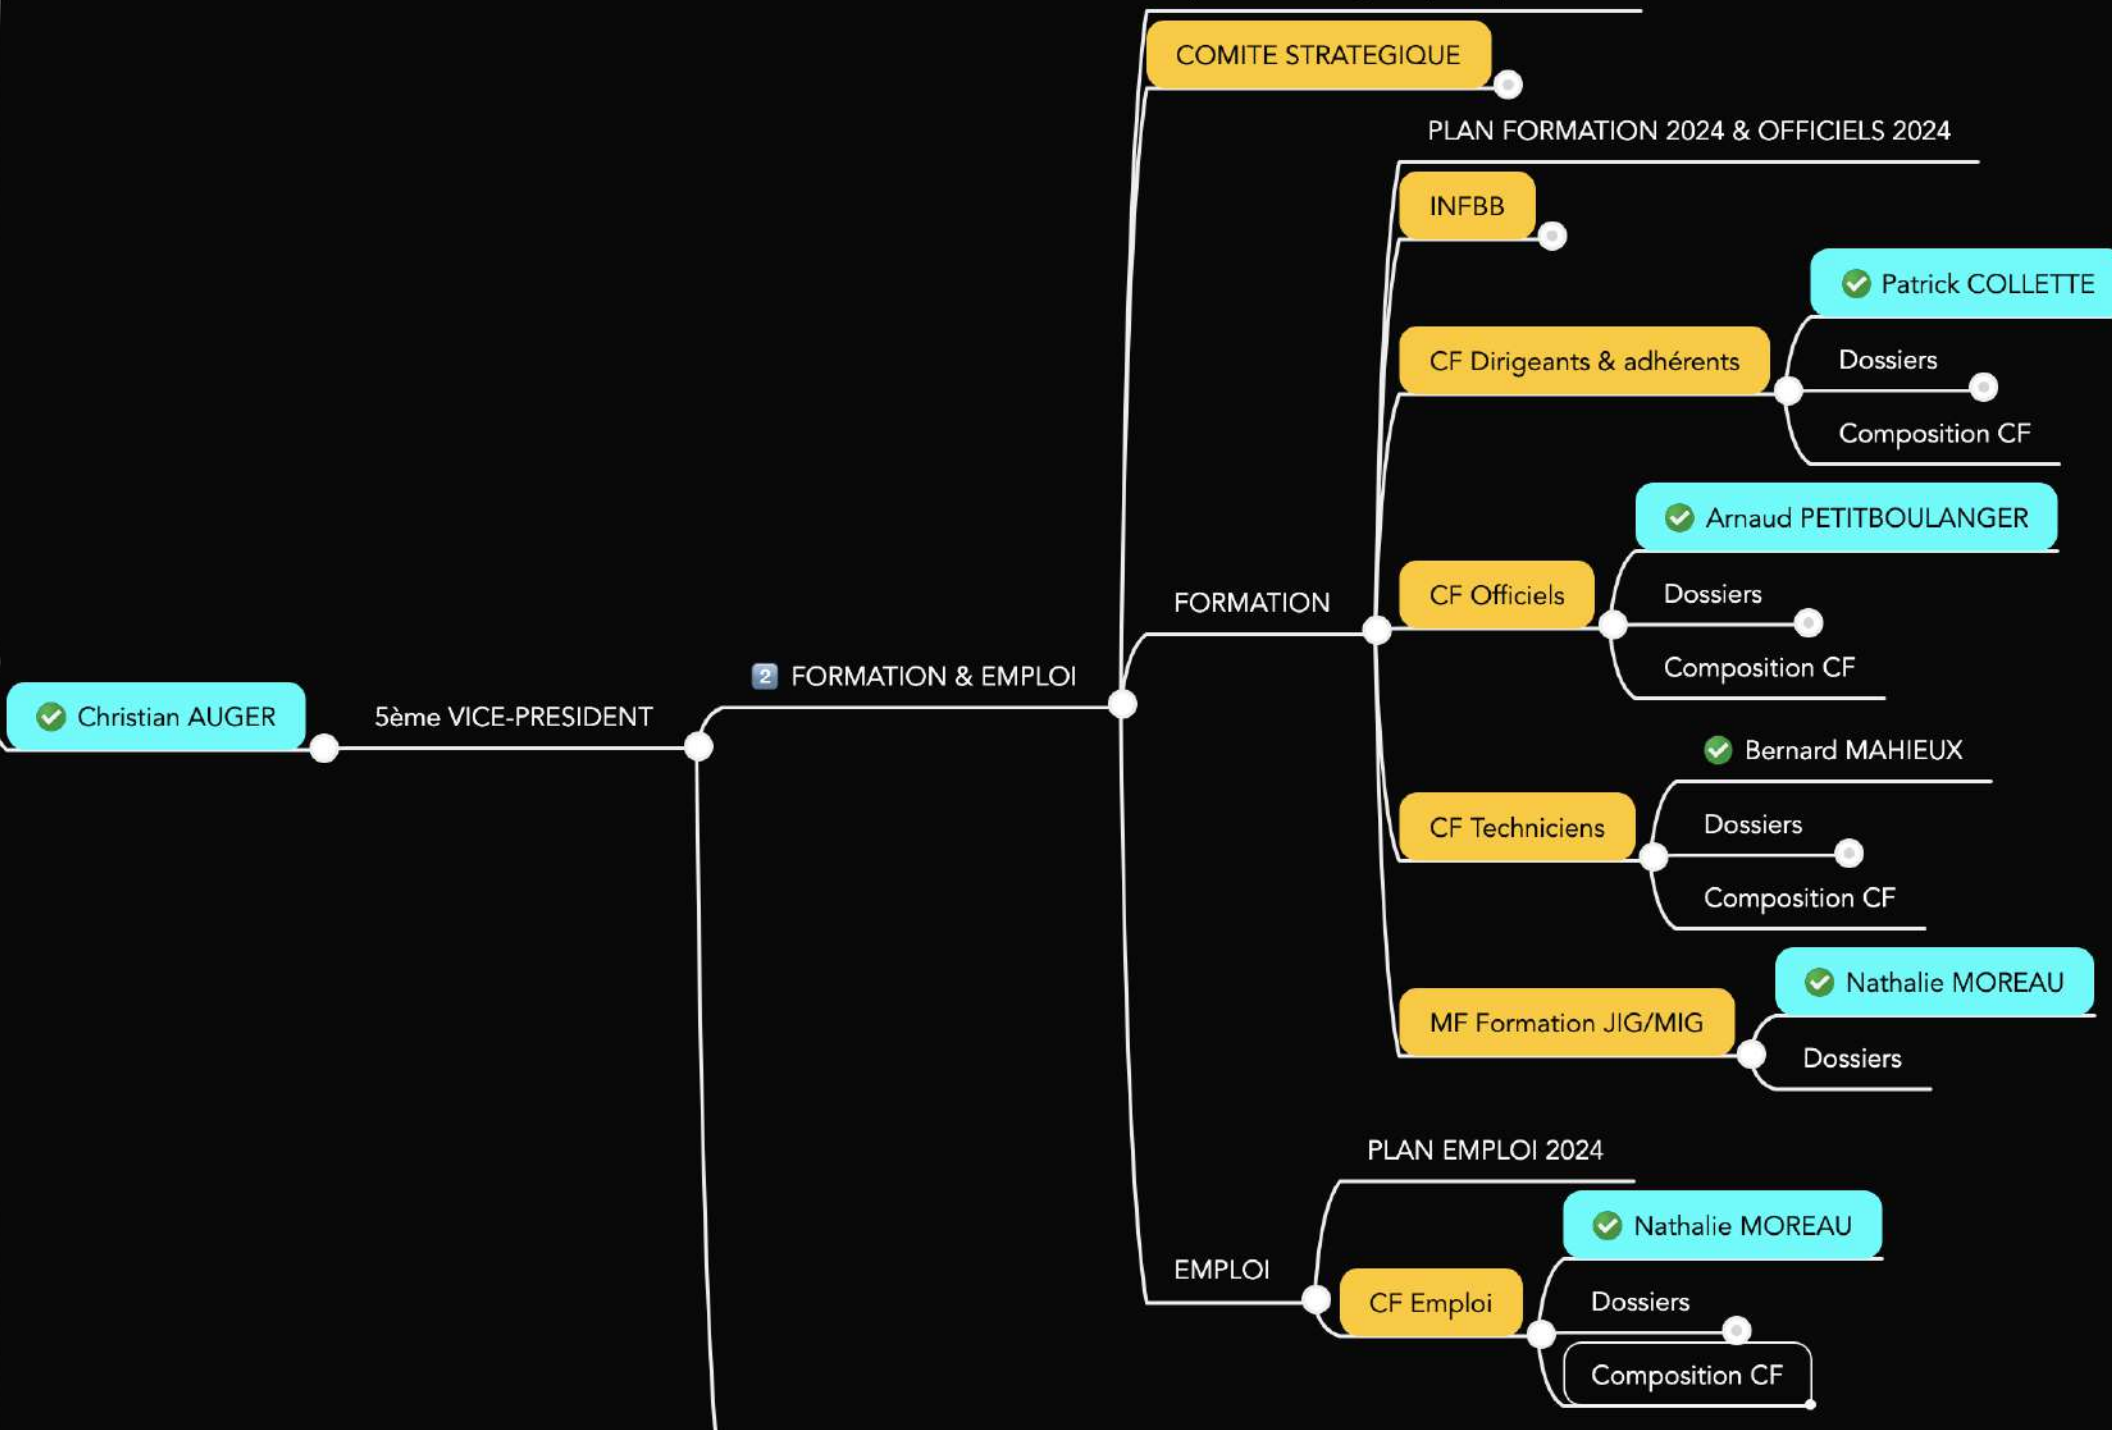 COMITE STRATEGIQUE
PLAN FORMATION 2024 & OFFICIELS 2024
INFBB
Patrick COLLETTE
CF Dirigeants & adhérents
Dossiers
Composition CF
Arnaud PETITBOULANGER
FORMATION
CF Officiels
Dossiers
Composition CF
2 FORMATION & EMPLOI
Christian AUGER
5ème VICE-PRESIDENT
Bernard MAHIEUX
CF Techniciens
Dossiers
Composition CF
Nathalie MOREAU
MF Formation JIG/MIG
Dossiers
PLAN EMPLOI 2024
Nathalie MOREAU
EMPLOI
CF Emploi
Dossiers
Composition CF